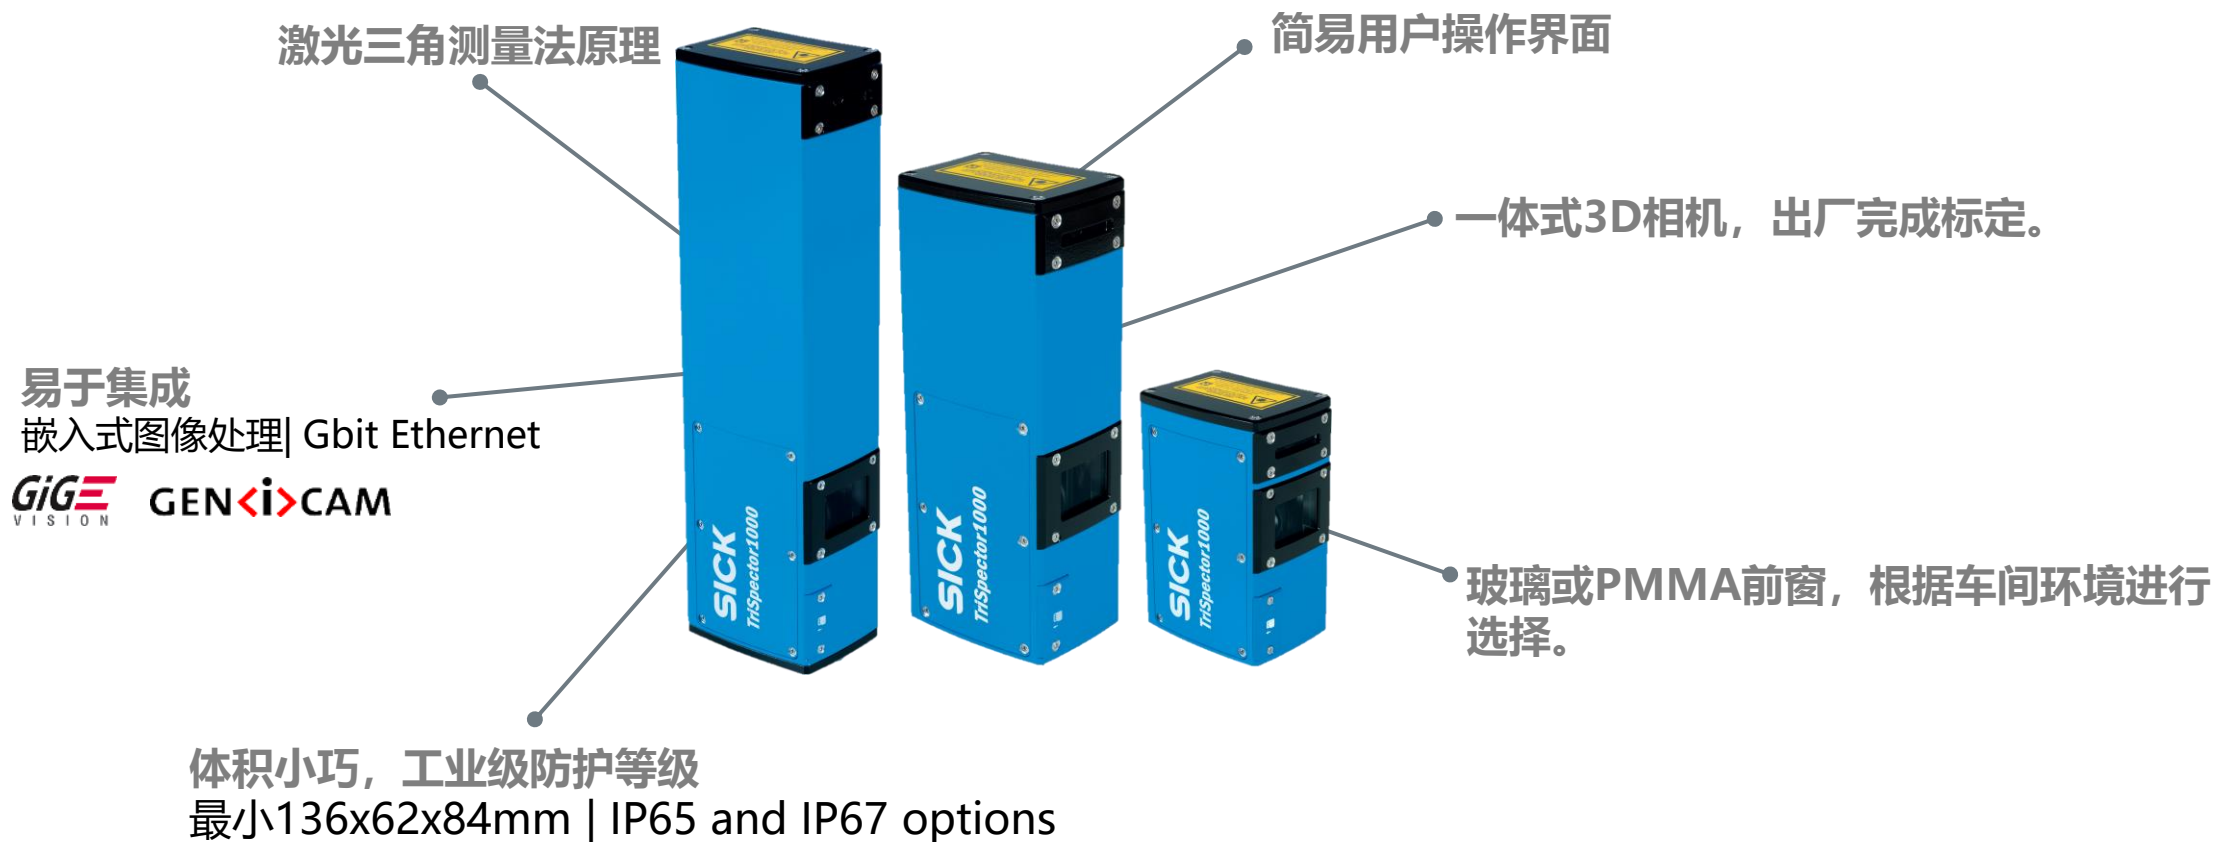 激光三角测量法原理
简易用户操作界面
一体式3D相机，出厂完成标定。
易于集成
嵌入式图像处理| Gbit Ethernet
GiGE
VISION
GEN<i>CAM
SICK
TriSpector1000
SICK
TriSpector1000
SICK
TriSpector1000
玻璃或PMMA前窗，根据车间环境进行
选择。
体积小巧，工业级防护等级
最小136x62x84mm | IP65 and IP67 options